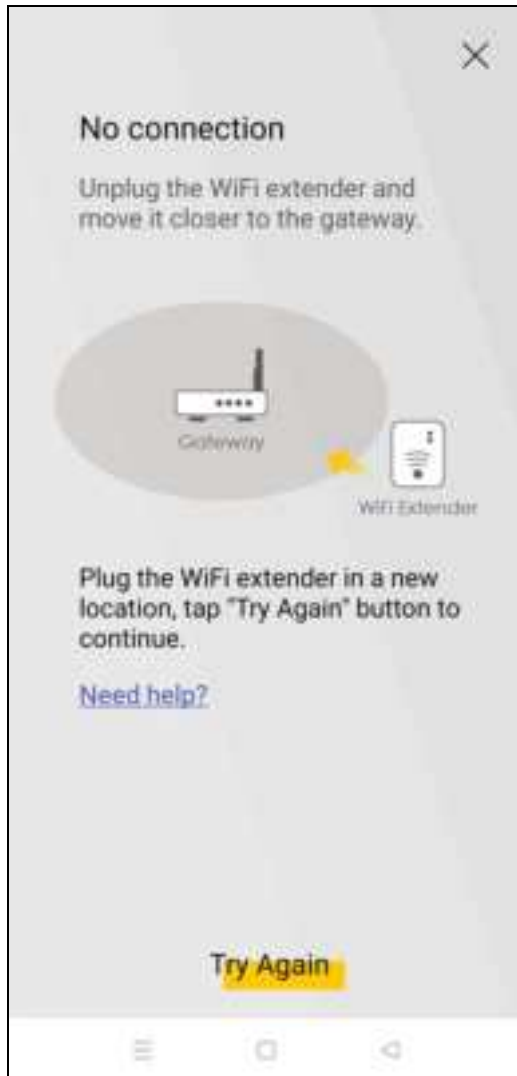 No connection
Unplug the WiFi extender and
move it closer to the gateway.
Gateway
WiFi Extender
Plug the WiFi extender in a new
location, tap "Try Again" button to
continue.
Need help?
Try Again